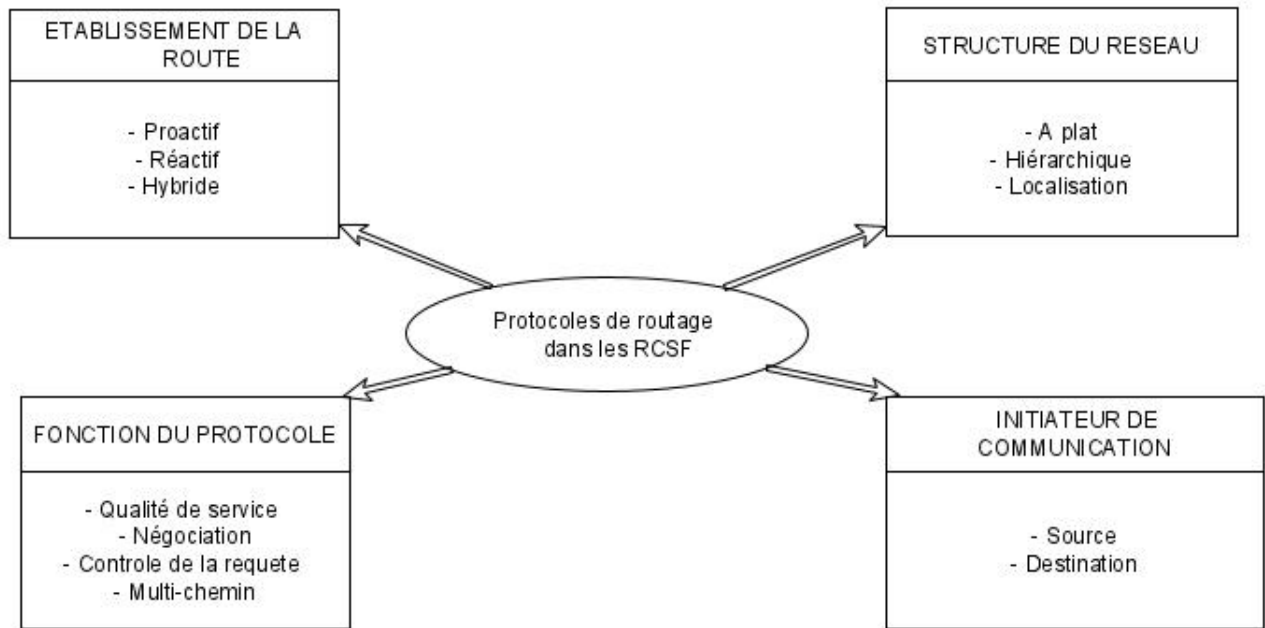 ETABLISSEMENT DE LA
ROUTE
- Proactif
- Réactif
- Hybride
STRUCTURE DU RESEAU
- A plat
- Hiérarchique
- Localisation
Protocoles de routage
dans les RCSF
FONCTION DU PROTOCOLE
- Qualité de service
- Négociation
- Controle de la requete
- Multi-chemin
INITIATEUR DE
COMMUNICATION
- Source
- Destination